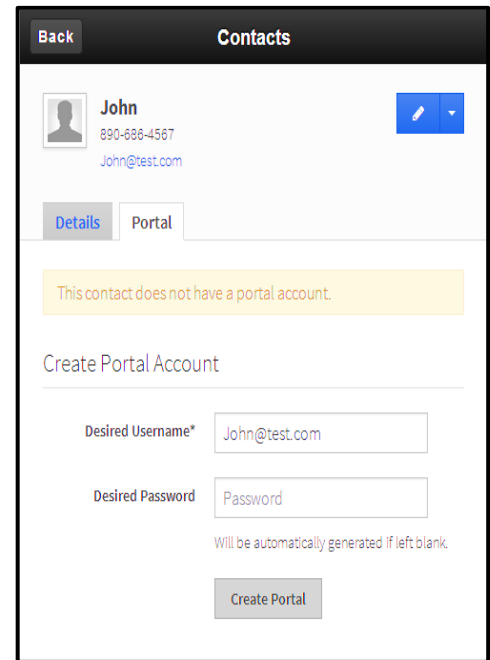 Back
Contacts
John
890-686-4567
John@test.com
Details
Portal
This contact does not have a portal account.
Create Portal Account
Desired Username*
John@test.com
Desired Password
Password
Will be automatically generated if left blank.
Create Portal